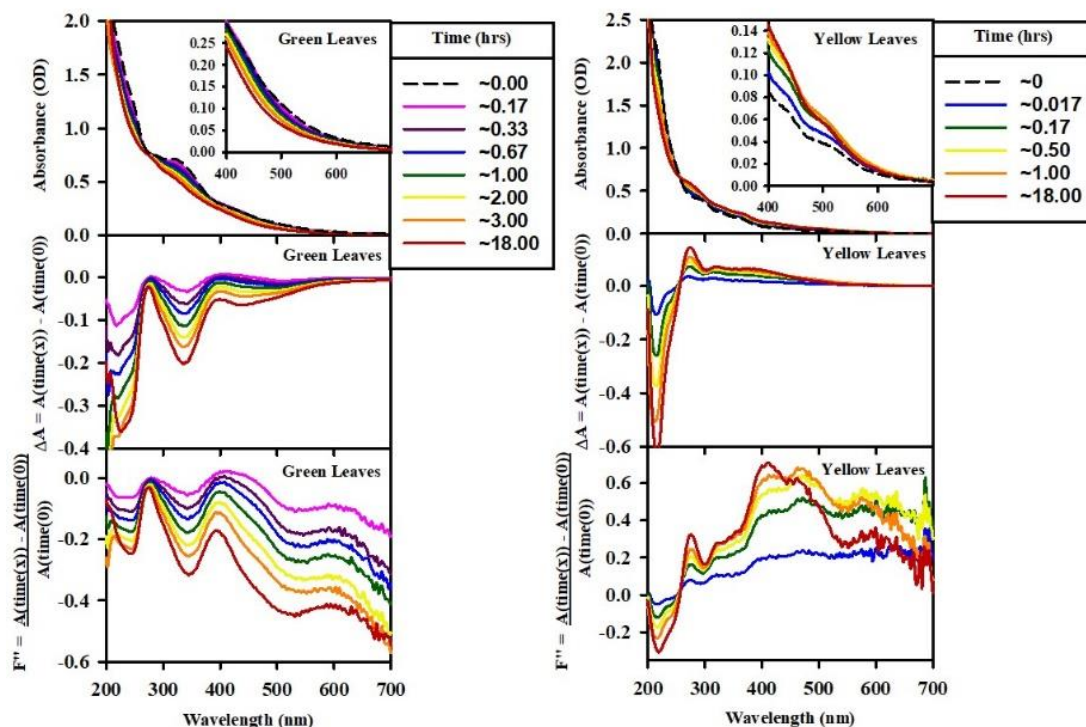 2.0
1.5
1.0
0.5
0.0
Absorbance (OD)
Green Leaves
0.25
0.20
0.15
0.10
0.05
0.00
400 500 600
Time (hrs)
~0.00
~0.17
~0.33
~0.67
~1.00
~2.00
~3.00
~18.00
2.5
2.0
1.5
1.0
0.5
0.0
Absorbance (OD)
Yellow Leaves
0.14
0.12
0.10
0.08
0.06
0.04
0.02
0.00
400 500 600
Time (hrs)
~0
~0.017
~0.17
~0.50
~1.00
~18.00
Green Leaves
0.0
-0.1
-0.2
-0.3
-0.4
△A = A(time(x)) - A(time(0))
Yellow Leaves
0.2
0.0
-0.2
-0.4
-0.6
△A = A(time(x)) - A(time(0))
Green Leaves
0.0
-0.2
-0.4
-0.6
F" = A(time(x)) - A(time(0))
A(time(0))
200 300 400 500 600 700
Wavelength (nm)
Yellow Leaves
0.6
0.4
0.2
0.0
-0.2
F" = A(time(x)) - A(time(0))
A(time(0))
200 300 400 500 600 700
Wavelength (nm)